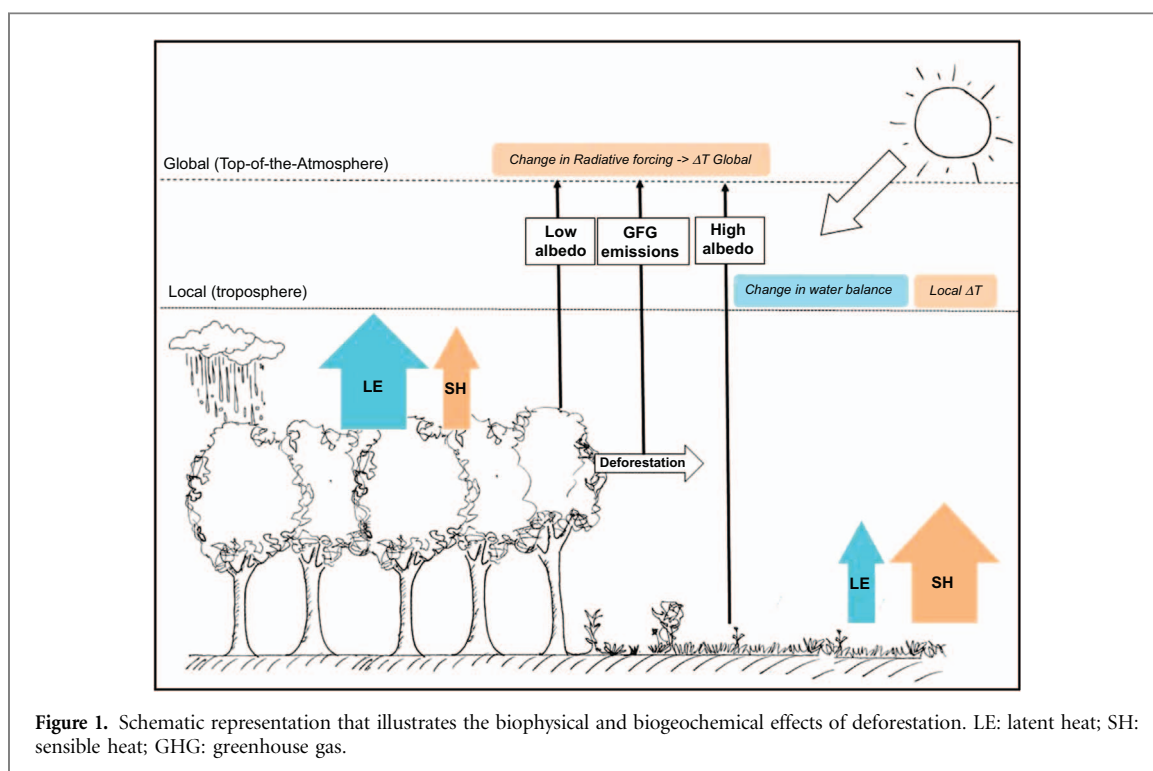 Global (Top-of-the-Atmosphere)
Change in Radiative forcing -> ΔT Global
Low
albedo
GFG
emissions
High
albedo
Local (troposphere)
Change in water balance
Local ΔT
LE
SH
Deforestation
LE
SH
Figure 1. Schematic representation that illustrates the biophysical and biogeochemical effects of deforestation. LE: latent heat; SH:
sensible heat; GHG: greenhouse gas.